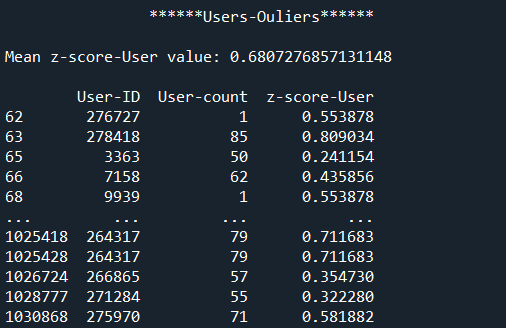 ******Users-Ouliers******
Mean z-score-User value: 0.6807276857131148
User-ID User-count z-score-User
62 276727 1 0.553878
63 278418 85 0.809034
65 3363 50 0.241154
66 7158 62 0.435856
68 9939 1 0.553878
... ... ... ...
1025418 264317 79 0.711683
1025428 264317 79 0.711683
1026724 266865 57 0.354730
1028777 271284 55 0.322280
1030868 275970 71 0.581882